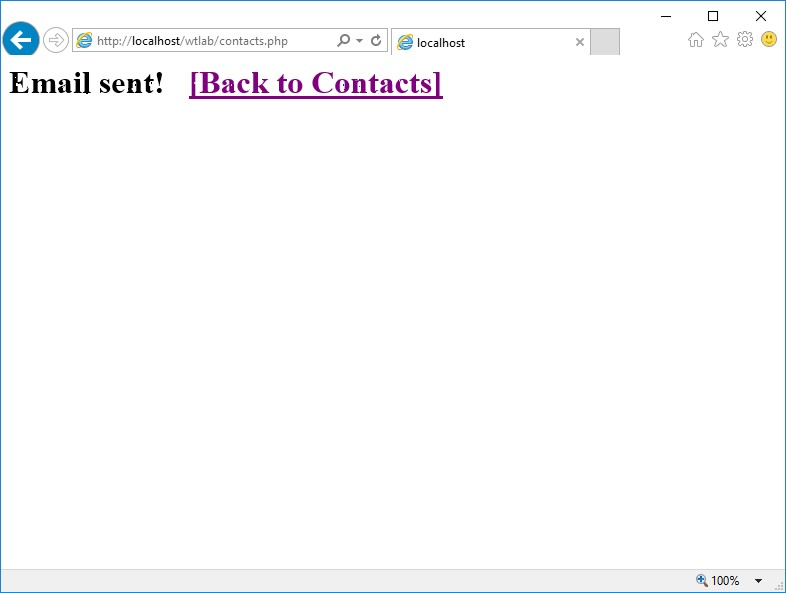 http://localhost/wtlab/contacts.php
localhost
Email sent! [Back to Contacts]
100%